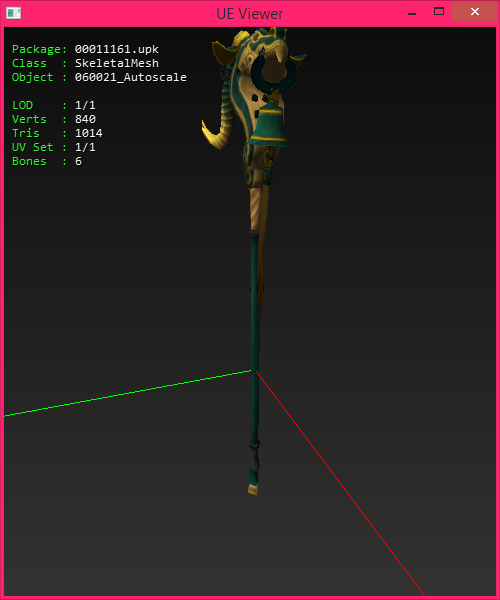 UE Viewer
Package: 00011161.upk
Class : SkeletalMesh
Object : 060021_Autoscale
LOD : 1/1
Verts : 840
Tris : 1014
UV Set : 1/1
Bones : 6